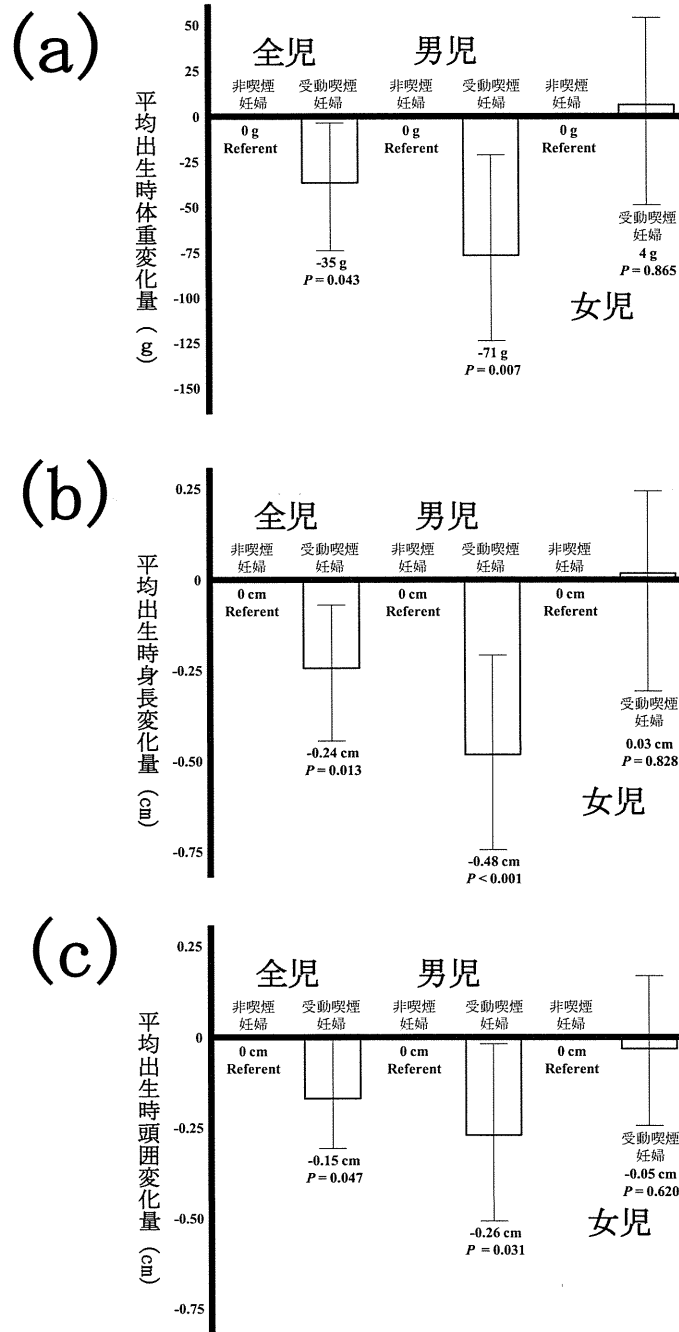 (a)
平均出生時体重変化量(g)
50
25
0
-25
-50
-75
-100
-125
-150
全児
男児
非喫煙 受動喫煙 非喫煙 受動喫煙 非喫煙
妊婦 妊婦 妊婦 妊婦 妊婦
0 g 0 g 0 g
Referent Referent Referent
-35 g
P = 0.043
-71 g
P = 0.007
受動喫煙
妊婦
4 g
P = 0.865
女児
(b)
平均出生時身長変化量(cm)
0.25
0
-0.25
-0.50
-0.75
全児
男児
非喫煙 受動喫煙 非喫煙 受動喫煙 非喫煙
妊婦 妊婦 妊婦 妊婦 妊婦
0 cm 0 cm 0 cm
Referent Referent Referent
-0.24 cm
P = 0.013
-0.48 cm
P < 0.001
受動喫煙
妊婦
0.03 cm
P = 0.828
女児
(c)
平均出生時頭囲変化量(cm)
0.25
0
-0.25
-0.50
-0.75
全児
男児
非喫煙 受動喫煙 非喫煙 受動喫煙 非喫煙
妊婦 妊婦 妊婦 妊婦 妊婦
0 cm 0 cm 0 cm
Referent Referent Referent
-0.15 cm
P = 0.047
-0.26 cm
P = 0.031
受動喫煙
妊婦
-0.05 cm
P = 0.620
女児